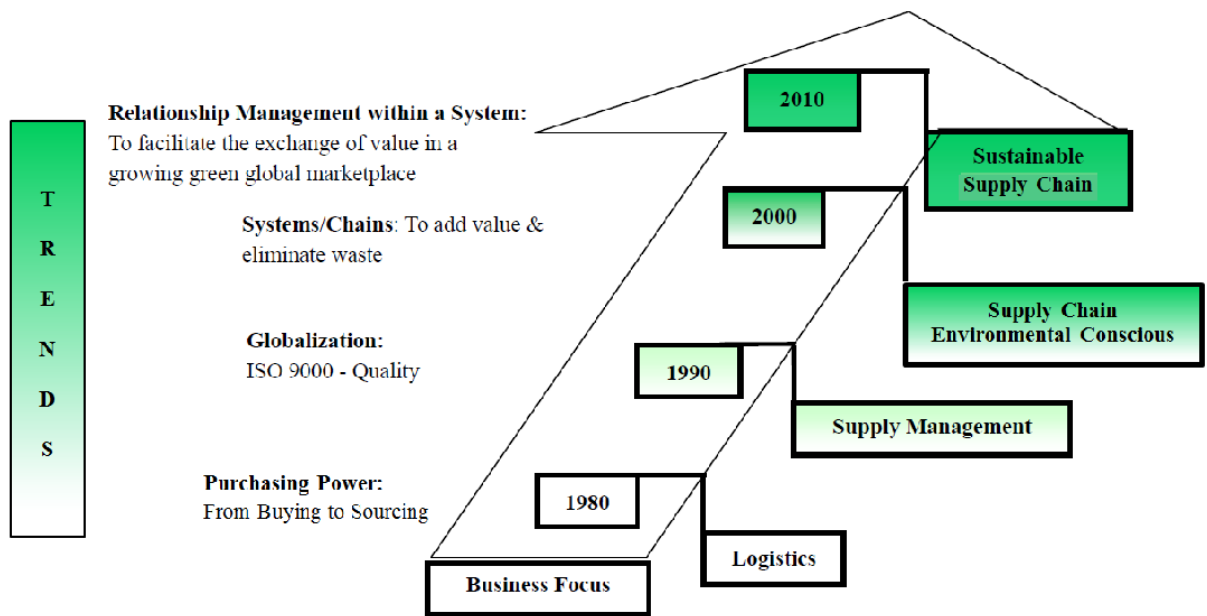 2010
Relationship Management within a System:
To facilitate the exchange of value in a
growing green global marketplace
Sustainable
Supply Chain
T
R
E
N
D
S
2000
Systems/Chains: To add value &
eliminate waste
Supply Chain
Environmental Conscious
Globalization:
ISO 9000 - Quality
1990
Supply Management
Purchasing Power:
From Buying to Sourcing
1980
Logistics
Business Focus